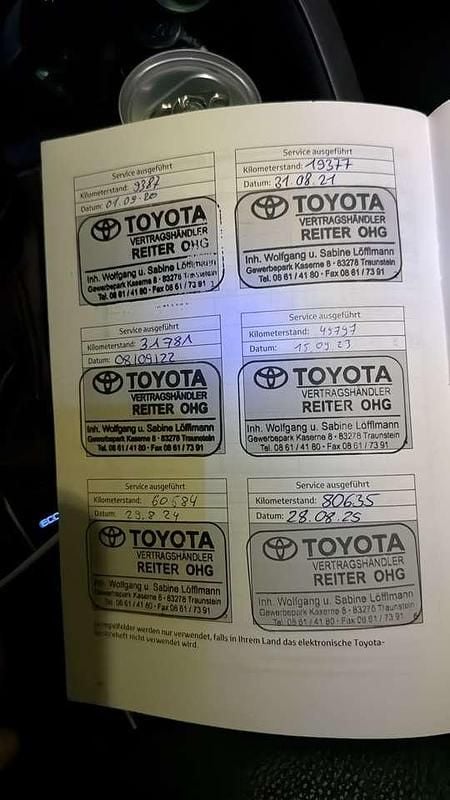 Service ausgeführt
Kilometerstand: 9387
Datum: 01.09.20
TOYOTA
VERTRAGSHÄNDLER
REITER OHG
Inh. Wolfgang u. Sabine Löfflmann
Gewerbepark Kaserne 8 · 83278 Traunstein
Tel. 08 61 / 41 80 · Fax 08 61 / 73 91
Service ausgeführt
Kilometerstand: 19377
Datum: 31.08.21
TOYOTA
VERTRAGSHÄNDLER
REITER OHG
Inh. Wolfgang u. Sabine Löfflmann
Gewerbepark Kaserne 8 · 83278 Traunstein
Tel. 08 61 / 41 80 · Fax 08 61 / 73 91
Service ausgeführt
Kilometerstand: 31781
Datum: 08/09/22
TOYOTA
VERTRAGSHÄNDLER
REITER OHG
Inh. Wolfgang u. Sabine Löfflmann
Gewerbepark Kaserne 8 · 83278 Traunstein
Tel. 08 61 / 41 80 · Fax 08 61 / 73 91
Service ausgeführt
Kilometerstand: 45797
Datum: 15.09.23
TOYOTA
VERTRAGSHÄNDLER
REITER OHG
Inh. Wolfgang u. Sabine Löfflmann
Gewerbepark Kaserne 8 · 83278 Traunstein
Tel. 08 61 / 41 80 · Fax 08 61 / 73 91
Service ausgeführt
Kilometerstand: 60584
Datum: 29.8.24
TOYOTA
VERTRAGSHÄNDLER
REITER OHG
Inh. Wolfgang u. Sabine Löfflmann
Gewerbepark Kaserne 8 · 83278 Traunstein
Tel. 08 61 / 41 80 · Fax 08 61 / 73 91
Service ausgeführt
Kilometerstand: 80635
Datum: 28.08.25
TOYOTA
VERTRAGSHÄNDLER
REITER OHG
Inh. Wolfgang u. Sabine Löfflmann
Gewerbepark Kaserne 8 · 83278 Traunstein
Tel. 08 61 / 41 80 · Fax 08 61 / 73 91
werden nur verwendet, falls in Ihrem Land das elektronische Toyota-
nicht verwendet wird.
ECO